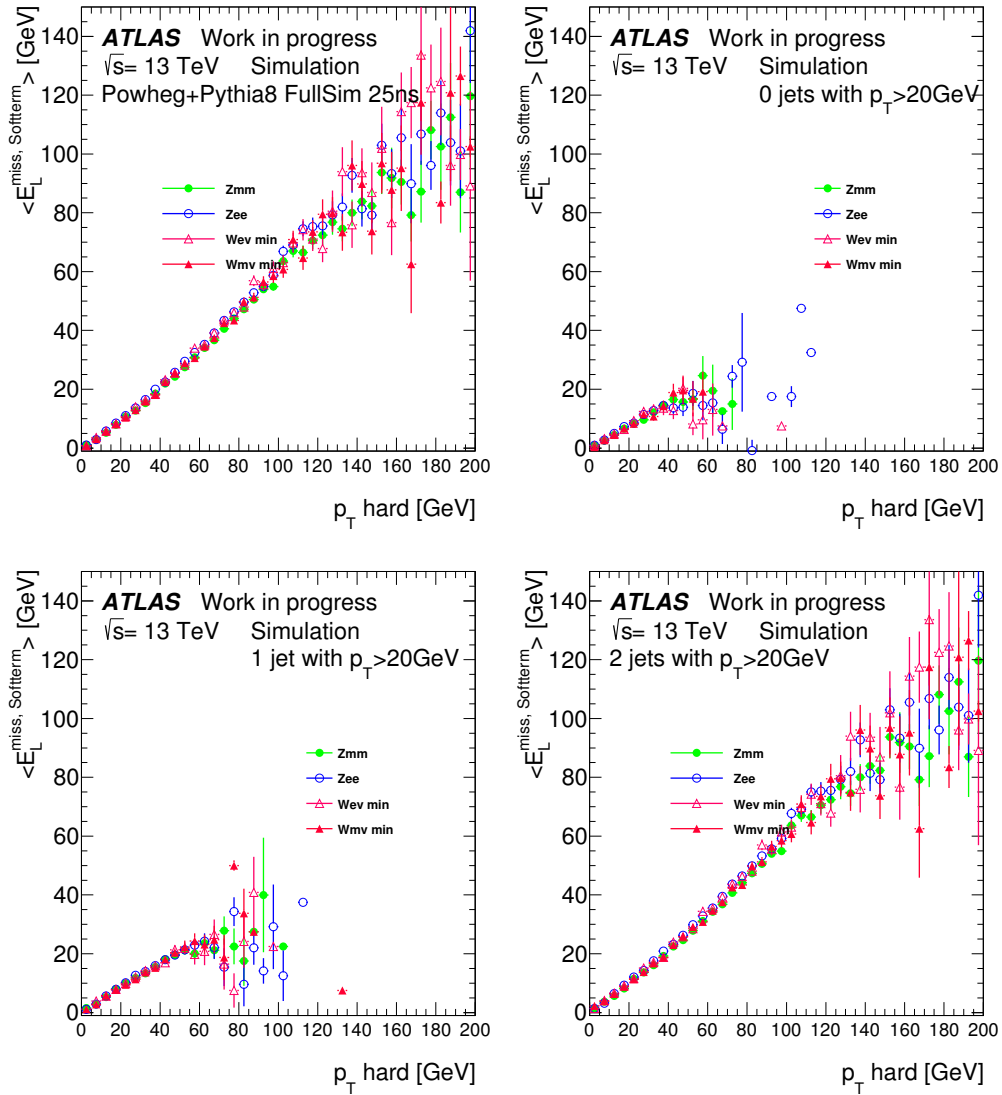 ATLAS Work in progress
√s= 13 TeV Simulation
Powheg+Pythia8 FullSim 25ns
Zmm
Zee
Wev min
Wmv min
<E_L^miss, Softterm> [GeV]
0 20 40 60 80 100 120 140
0 20 40 60 80 100 120 140 160 180 200
p_T hard [GeV]
ATLAS Work in progress
√s= 13 TeV Simulation
0 jets with p_T>20GeV
Zmm
Zee
Wev min
Wmv min
<E_L^miss, Softterm> [GeV]
0 20 40 60 80 100 120 140
0 20 40 60 80 100 120 140 160 180 200
p_T hard [GeV]
ATLAS Work in progress
√s= 13 TeV Simulation
1 jet with p_T>20GeV
Zmm
Zee
Wev min
Wmv min
<E_L^miss, Softterm> [GeV]
0 20 40 60 80 100 120 140
0 20 40 60 80 100 120 140 160 180 200
p_T hard [GeV]
ATLAS Work in progress
√s= 13 TeV Simulation
2 jets with p_T>20GeV
Zmm
Zee
Wev min
Wmv min
<E_L^miss, Softterm> [GeV]
0 20 40 60 80 100 120 140
0 20 40 60 80 100 120 140 160 180 200
p_T hard [GeV]